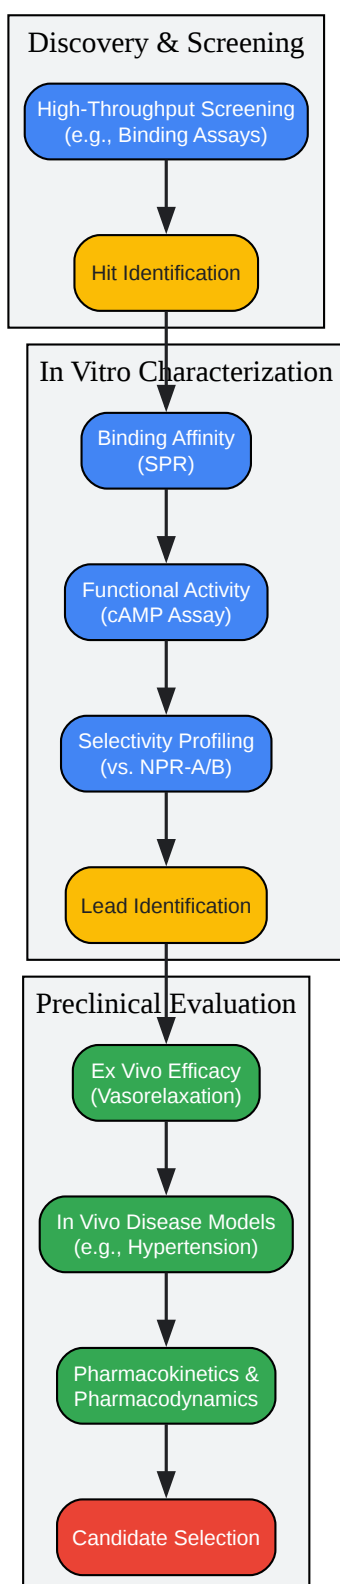 Discovery & Screening
High-Throughput Screening
(e.g., Binding Assays)
Hit Identification
In Vitro Characterization
Binding Affinity
(SPR)
Functional Activity
(cAMP Assay)
Selectivity Profiling
(vs. NPR-A/B)
Lead Identification
Preclinical Evaluation
Ex Vivo Efficacy
(Vasorelaxation)
In Vivo Disease Models
(e.g., Hypertension)
Pharmacokinetics &
Pharmacodynamics
Candidate Selection